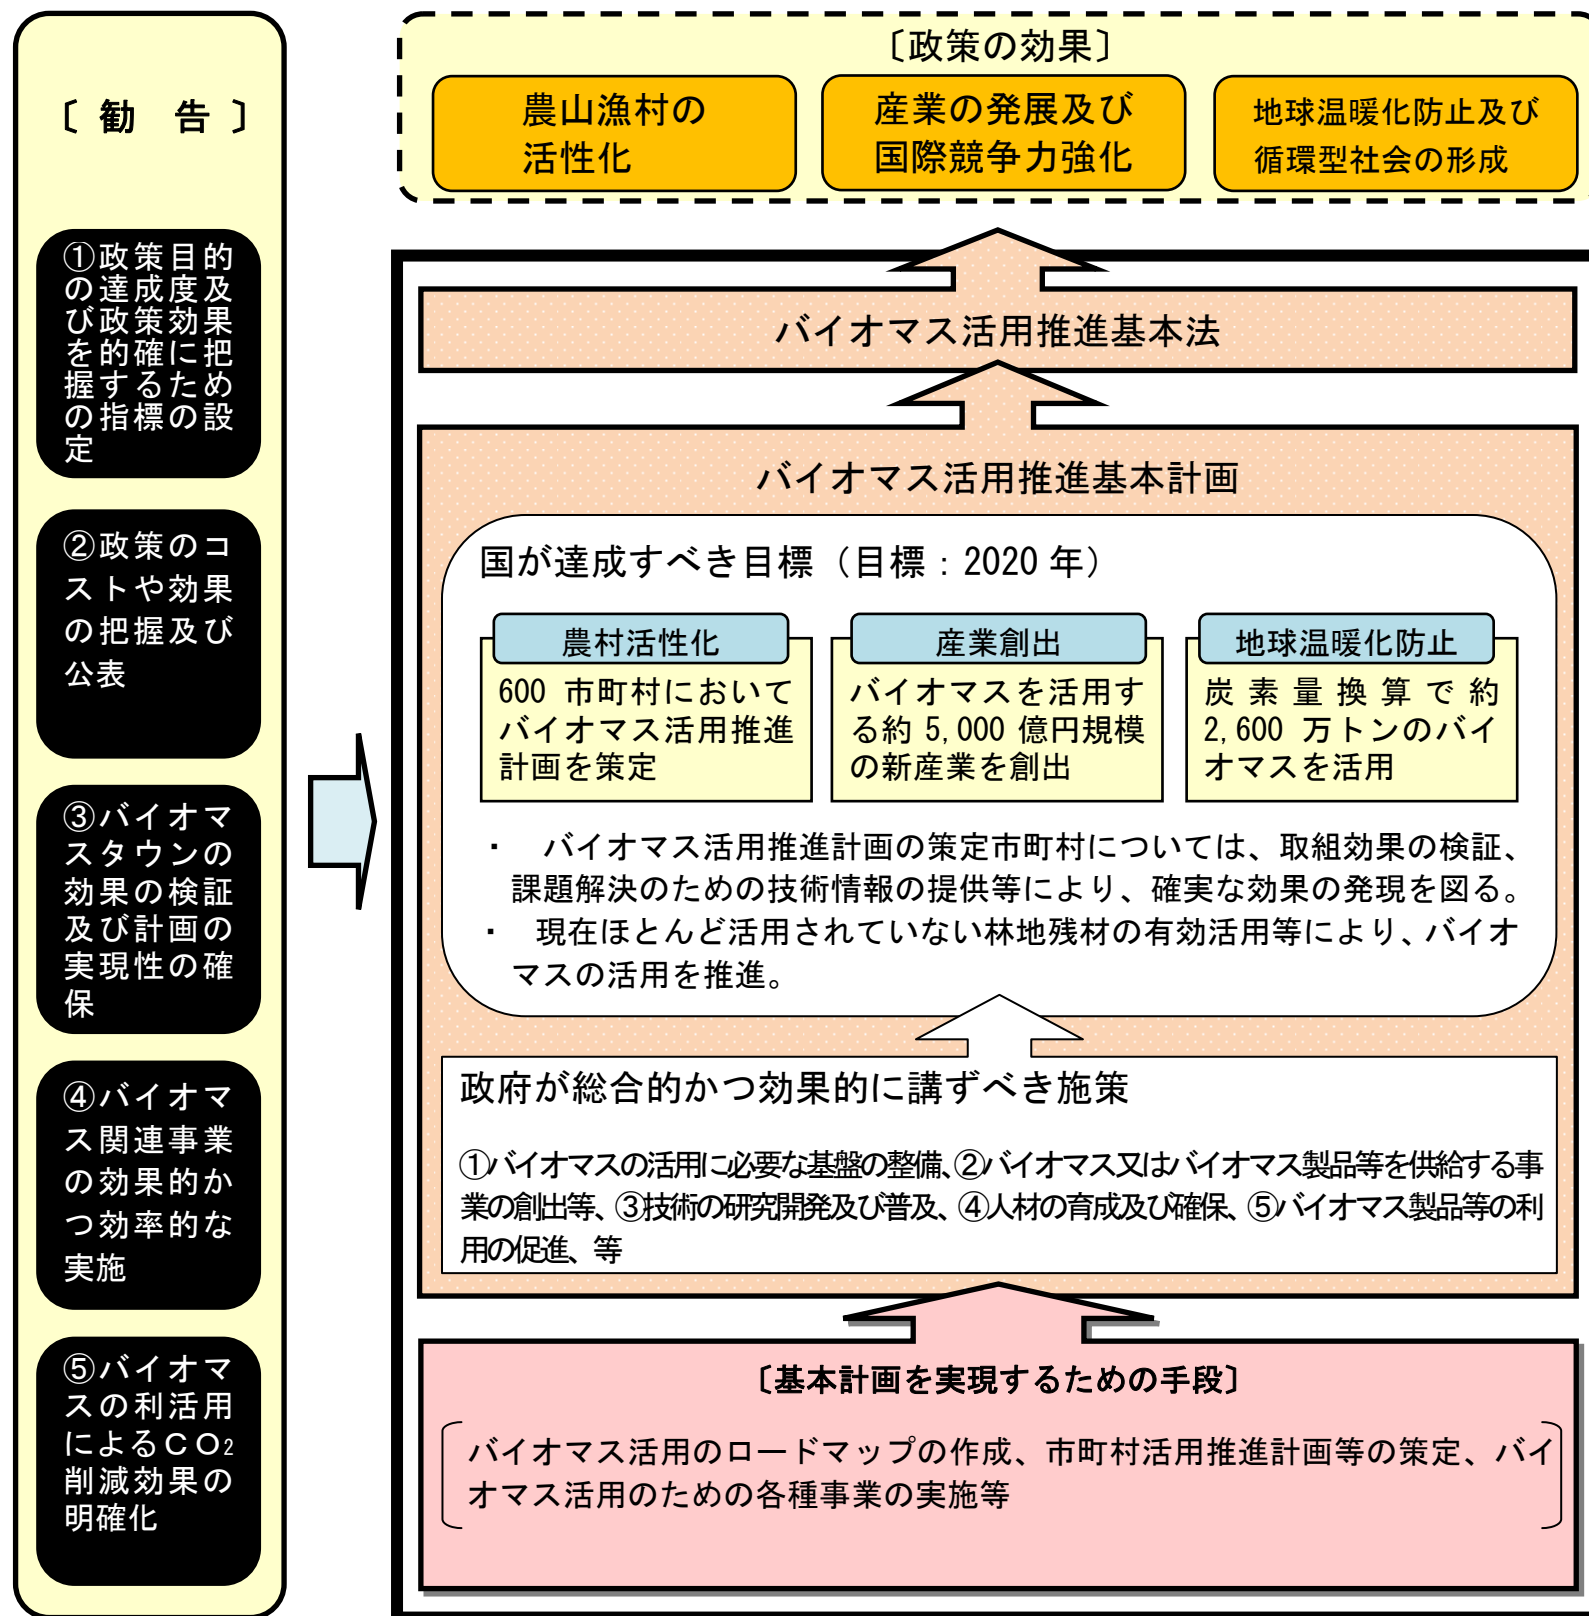 〔 勧　告 〕
①政策目的
の達成度及
び政策効果
を的確に把
握するため
の指標の設
定
②政策のコ
ストや効果
の把握及び
公表
③バイオマ
スタウンの
効果の検証
及び計画の
実現性の確
保
④バイオマ
ス関連事業
の効果的か
つ効率的な
実施
⑤バイオマ
スの利活用
によるＣＯ2
削減効果の
明確化
〔政策の効果〕
農山漁村の
活性化
産業の発展及び
国際競争力強化
地球温暖化防止及び
循環型社会の形成
バイオマス活用推進基本法
バイオマス活用推進基本計画
国が達成すべき目標（目標：2020 年）
農村活性化
600 市町村において
バイオマス活用推進
計画を策定
産業創出
バイオマスを活用す
る約 5,000 億円規模
の新産業を創出
地球温暖化防止
炭素量換算で約
2,600 万トンのバイ
オマスを活用
・　バイオマス活用推進計画の策定市町村については、取組効果の検証、
課題解決のための技術情報の提供等により、確実な効果の発現を図る。
・　現在ほとんど活用されていない林地残材の有効活用等により、バイオ
マスの活用を推進。
政府が総合的かつ効果的に講ずべき施策
①バイオマスの活用に必要な基盤の整備、②バイオマス又はバイオマス製品等を供給する事
業の創出等、③技術の研究開発及び普及、④人材の育成及び確保、⑤バイオマス製品等の利
用の促進、等
〔基本計画を実現するための手段〕
バイオマス活用のロードマップの作成、市町村活用推進計画等の策定、バイ
オマス活用のための各種事業の実施等